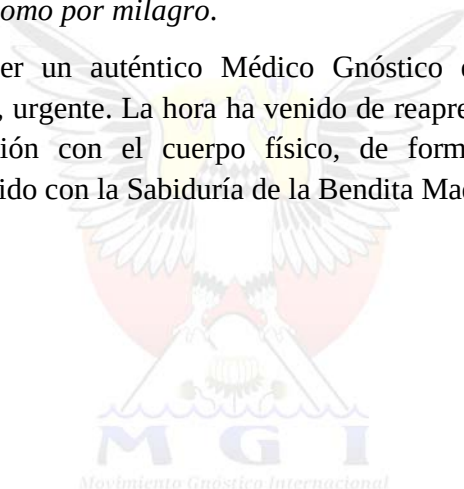 omo por milagro.
er un auténtico Médico Gnóstico
, urgente. La hora ha venido de reapre
ión con el cuerpo físico, de form
ido con la Sabiduría de la Bendita Mad
M G I
Movimiento Gnóstico Internacional